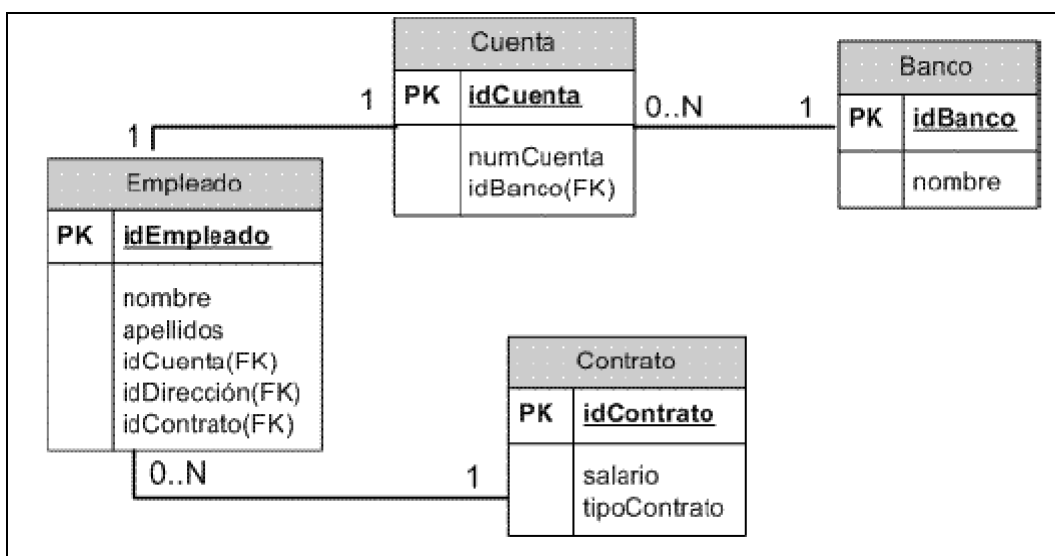 Cuenta
PK idCuenta
numCuenta
idBanco(FK)
1
0..N
1
Banco
PK idBanco
nombre
1
Empleado
PK idEmpleado
nombre
apellidos
idCuenta(FK)
idDirección(FK)
idContrato(FK)
0..N
1
Contrato
PK idContrato
salario
tipoContrato